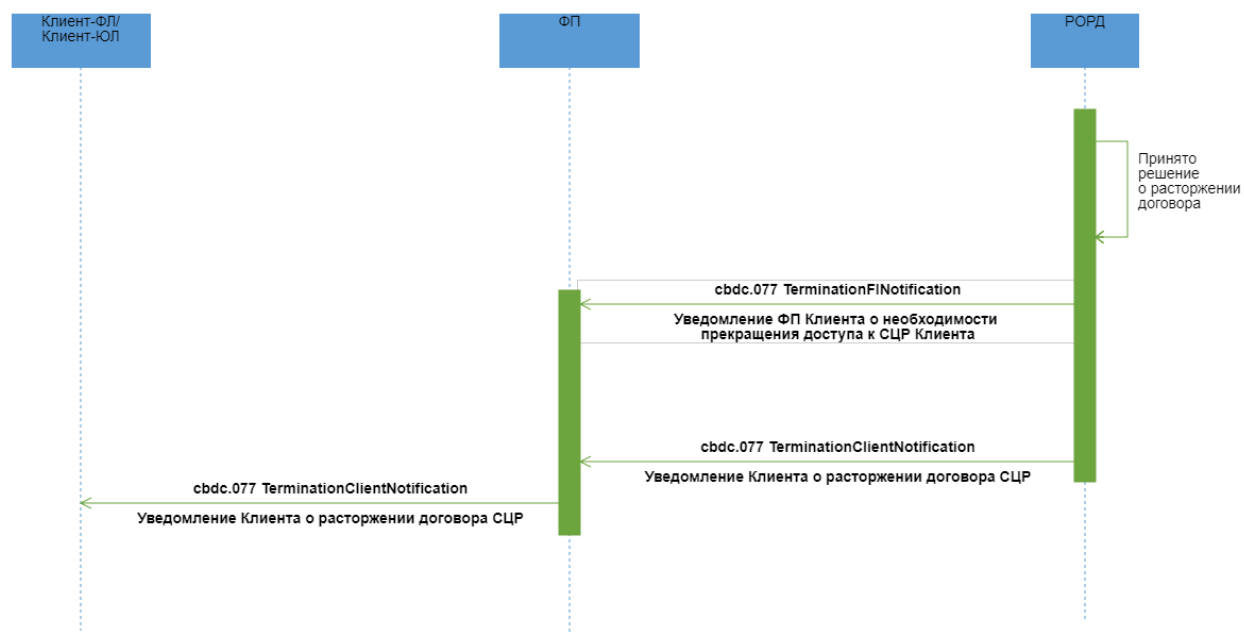 Клиент-ФЛ/
Клиент-ЮЛ
ФП
РОРД
Принято
решение
о расторжении
договора
cbdc.077 TerminationFINotification
Уведомление ФП Клиента о необходимости
прекращения доступа к СЦР Клиента
cbdc.077 TerminationClientNotification
Уведомление Клиента о расторжении договора СЦР
cbdc.077 TerminationClientNotification
Уведомление Клиента о расторжении договора СЦР